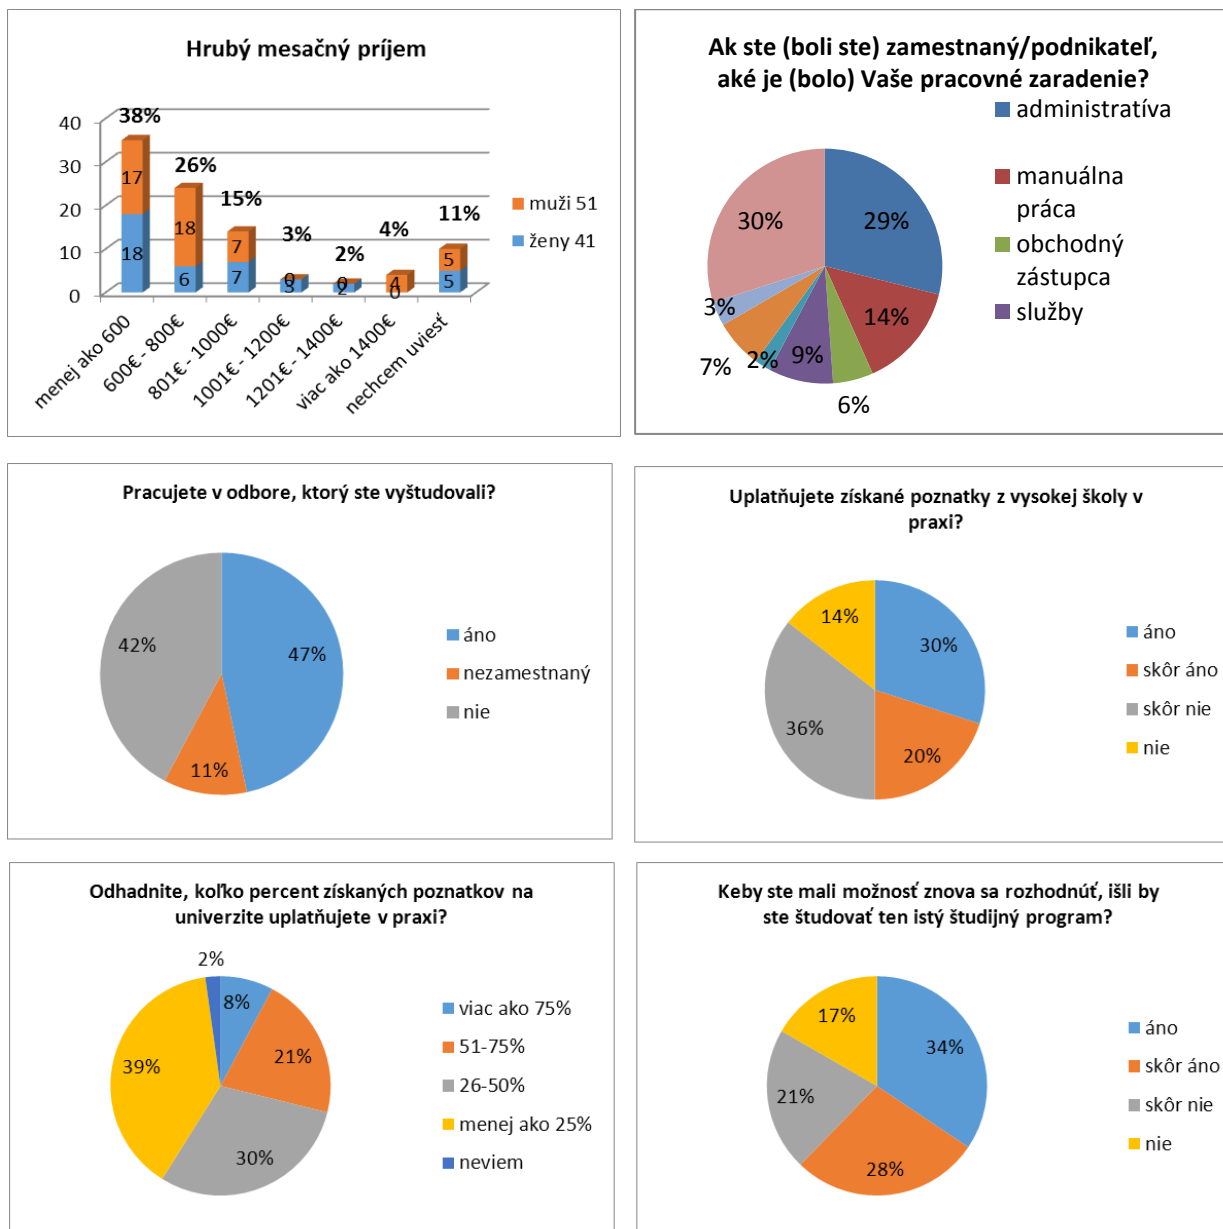 Hrubý mesačný príjem
40
30
20
10
0
38%
26%
15%
3%
2%
4%
11%
17
18
7
0
0
4
5
18
6
7
3
2
0
5
menej ako 600
600€ - 800€
801€ - 1000€
1001€ - 1200€
1201€ - 1400€
viac ako 1400€
nechcem uviesť
muži 51
ženy 41
Ak ste (boli ste) zamestnaný/podnikateľ,
aké je (bolo) Vaše pracovné zaradenie?
30%
29%
14%
6%
9%
2%
7%
3%
administratíva
manuálna
práca
obchodný
zástupca
služby
Pracujete v odbore, ktorý ste vyštudovali?
42%
47%
11%
áno
nezamestnaný
nie
Uplatňujete získané poznatky z vysokej školy v
praxi?
14%
30%
36%
20%
áno
skôr áno
skôr nie
nie
Odhadnite, koľko percent získaných poznatkov na
univerzite uplatňujete v praxi?
2%
8%
21%
39%
30%
viac ako 75%
51-75%
26-50%
menej ako 25%
neviem
Keby ste mali možnosť znova sa rozhodnúť, išli by
ste študovať ten istý študijný program?
17%
34%
21%
28%
áno
skôr áno
skôr nie
nie